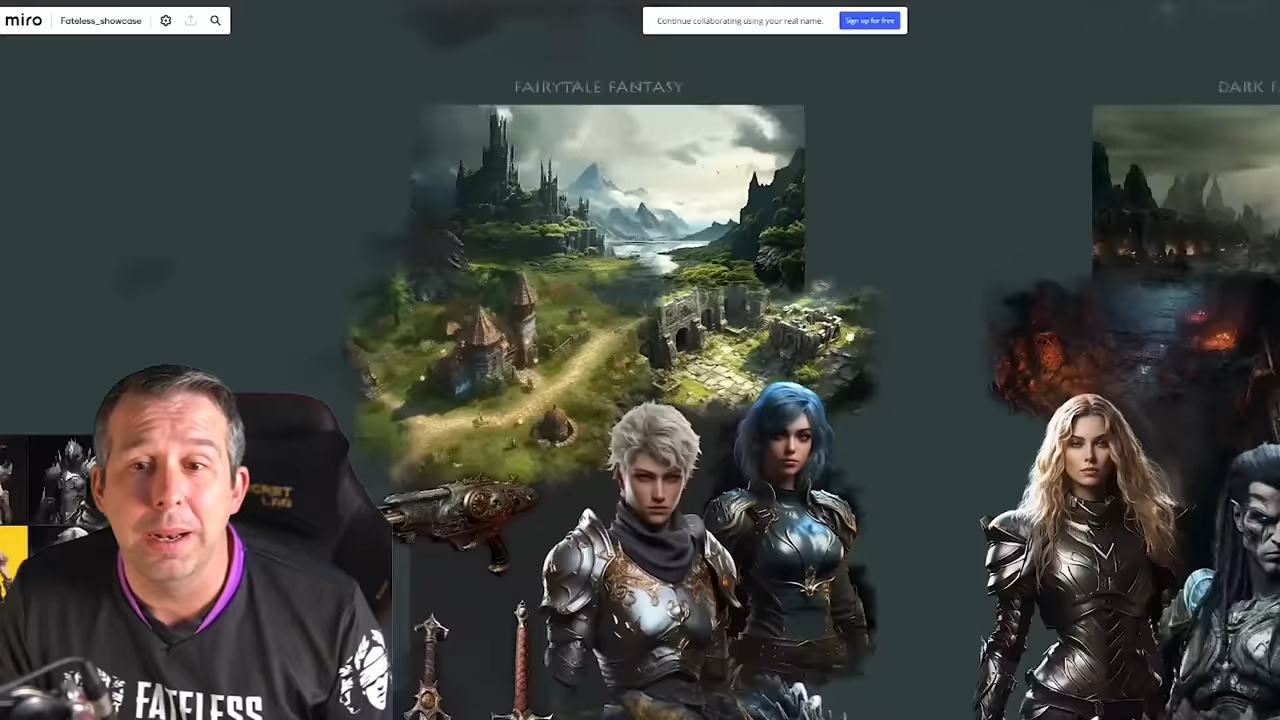 miro
Fateless_showcase
Continue collaborating using your real name.
Sign up for free
FAIRYTALE FANTASY
DARK
FATELESS